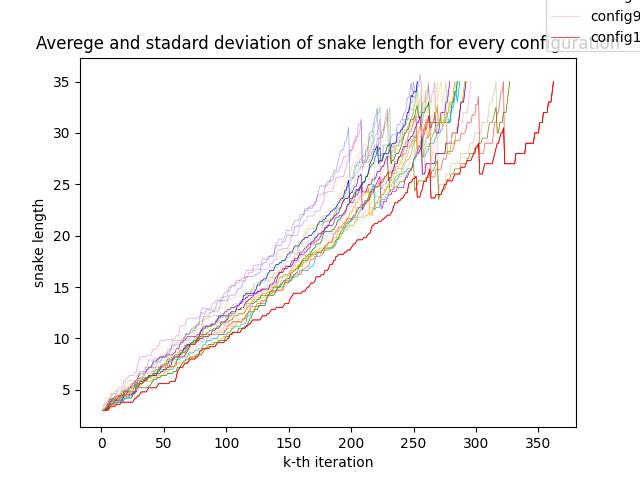 config9
config1
Averege and stadard deviation of snake length for every configuration
snake length
35
30
25
20
15
10
5
0 50 100 150 200 250 300 350
k-th iteration